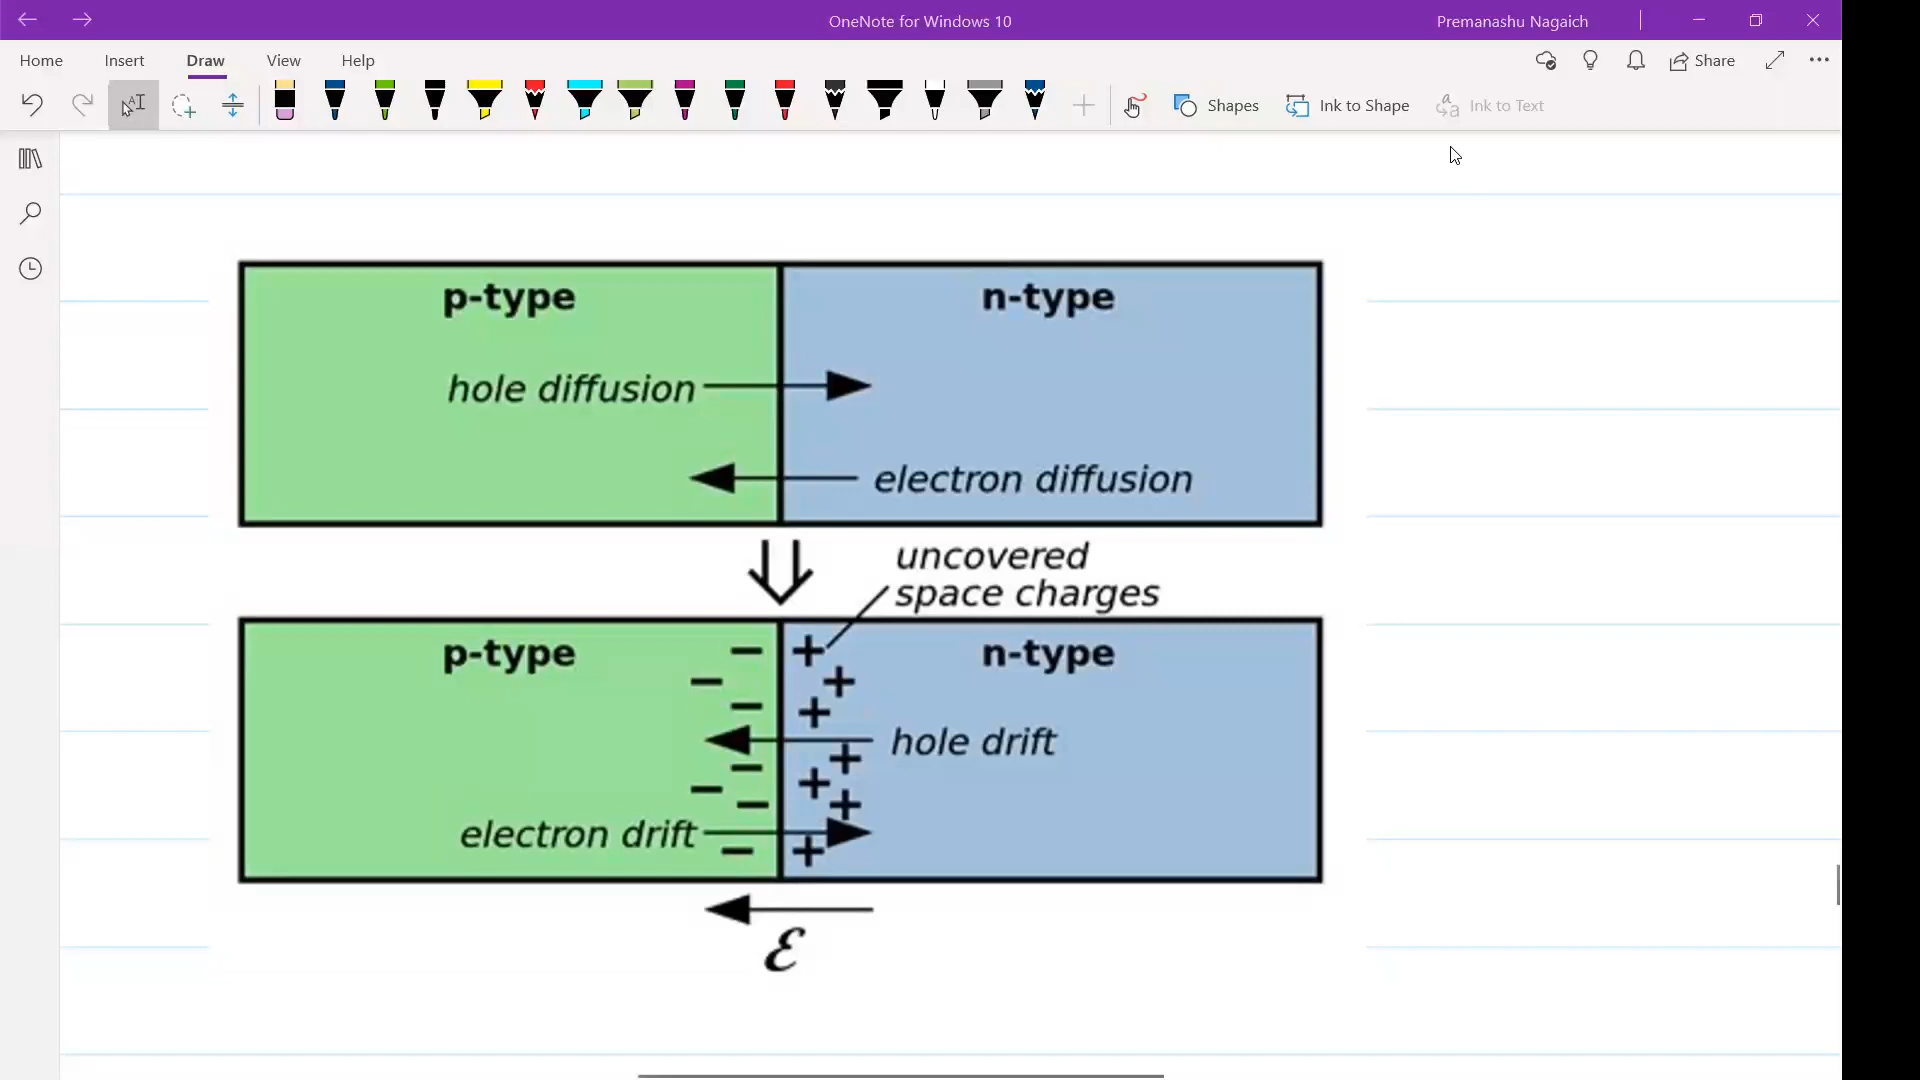 OneNote for Windows 10
Premanashu Nagaich
Home Insert Draw View Help
Share
Shapes
Ink to Shape
Ink to Text
p-type
n-type
hole diffusion
electron diffusion
uncovered
space charges
p-type
n-type
− +
− +
− +
hole drift
− +
− +
− +
electron drift
− +
ℰ